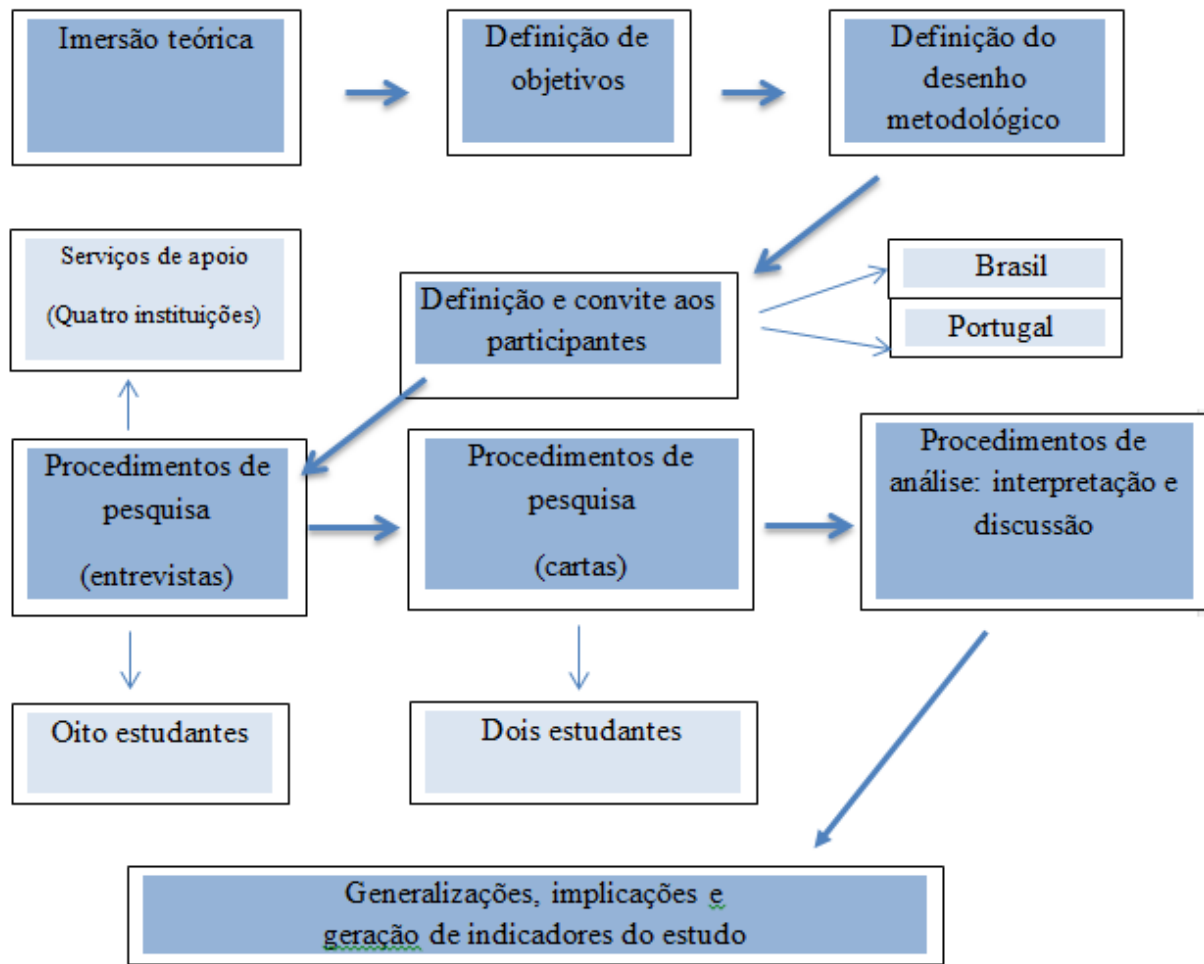 Imersão teórica
Definição de
objetivos
Definição do
desenho
metodológico
Serviços de apoio
(Quatro instituições)
Definição e convite aos
participantes
Brasil
Portugal
Procedimentos de
pesquisa
(entrevistas)
Procedimentos de
pesquisa
(cartas)
Procedimentos de
análise: interpretação e
discussão
Oito estudantes
Dois estudantes
Generalizações, implicações e
geração de indicadores do estudo